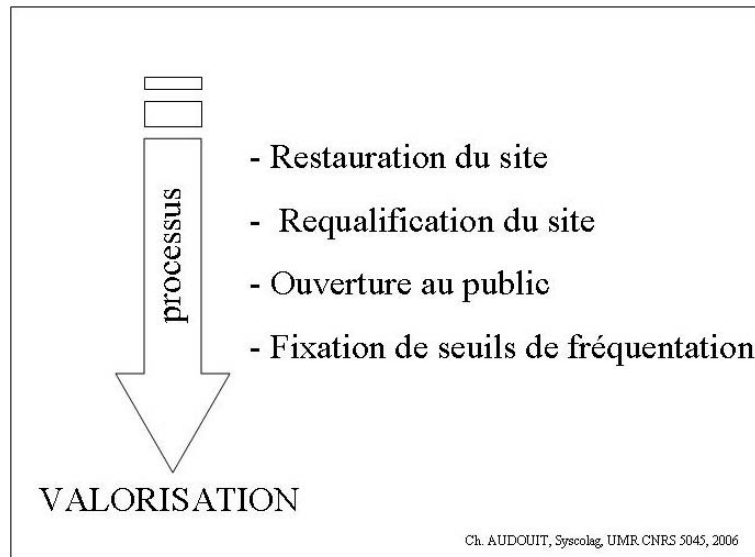 processus
- Restauration du site
- Requalification du site
- Ouverture au public
- Fixation de seuils de fréquentation
VALORISATION
Ch. AUDOUIT, Syscolag, UMR CNRS 5045, 2006